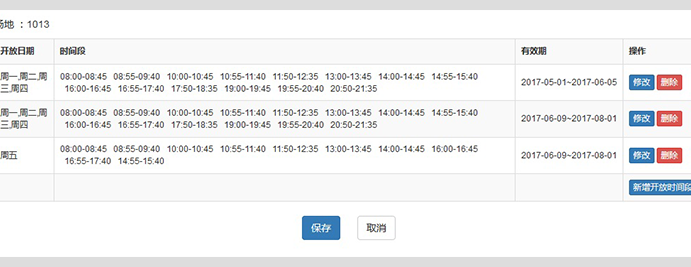 场地 ：1013
开放日期 时间段 有效期 操作
周一,周二,周 08:00-08:45 08:55-09:40 10:00-10:45 10:55-11:40 11:50-12:35 13:00-13:45 14:00-14:45 14:55-15:40
三,周四 16:00-16:45 16:55-17:40 17:50-18:35 19:00-19:45 19:55-20:40 20:50-21:35
2017-05-01~2017-06-05 修改 删除
周一,周二,周 08:00-08:45 08:55-09:40 10:00-10:45 10:55-11:40 11:50-12:35 13:00-13:45 14:00-14:45 14:55-15:40
三,周四 16:00-16:45 16:55-17:40 17:50-18:35 19:00-19:45 19:55-20:40 20:50-21:35
2017-06-09~2017-08-01 修改 删除
周五 08:00-08:45 08:55-09:40 10:00-10:45 10:55-11:40 11:50-12:35 13:00-13:45 14:00-14:45 16:00-16:45
16:55-17:40 14:55-15:40
2017-06-09~2017-08-01 修改 删除
新增开放时间段
保存 取消